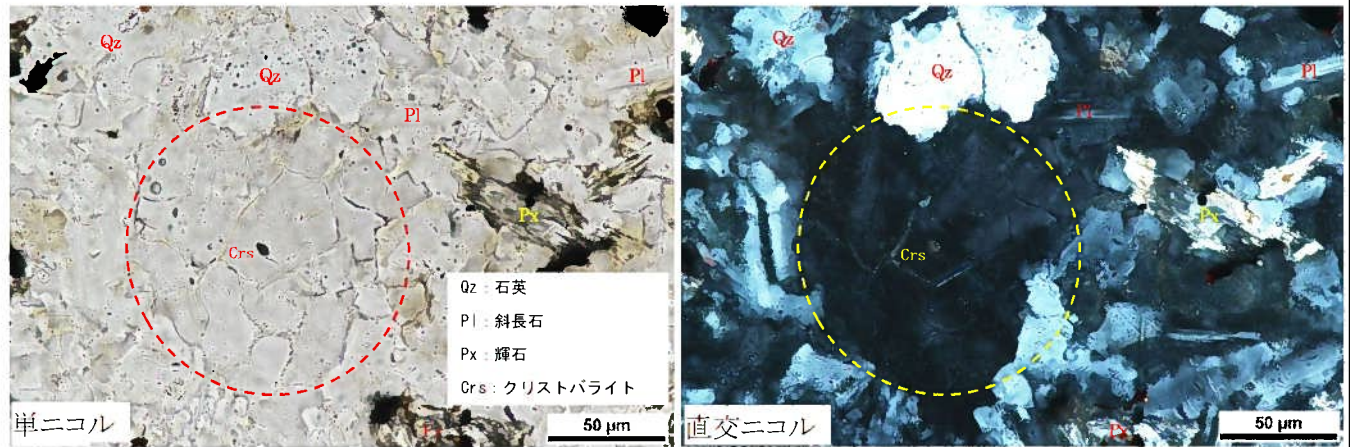 Qz
Qz
Pl
Pl
Px
Crs
Qz : 石英
Pl : 斜長石
Px : 輝石
Crs : クリストバライト
単ニコル
Px
50 μm
Qz
Qz
Pl
Pl
Px
Crs
直交ニコル
Px
50 μm